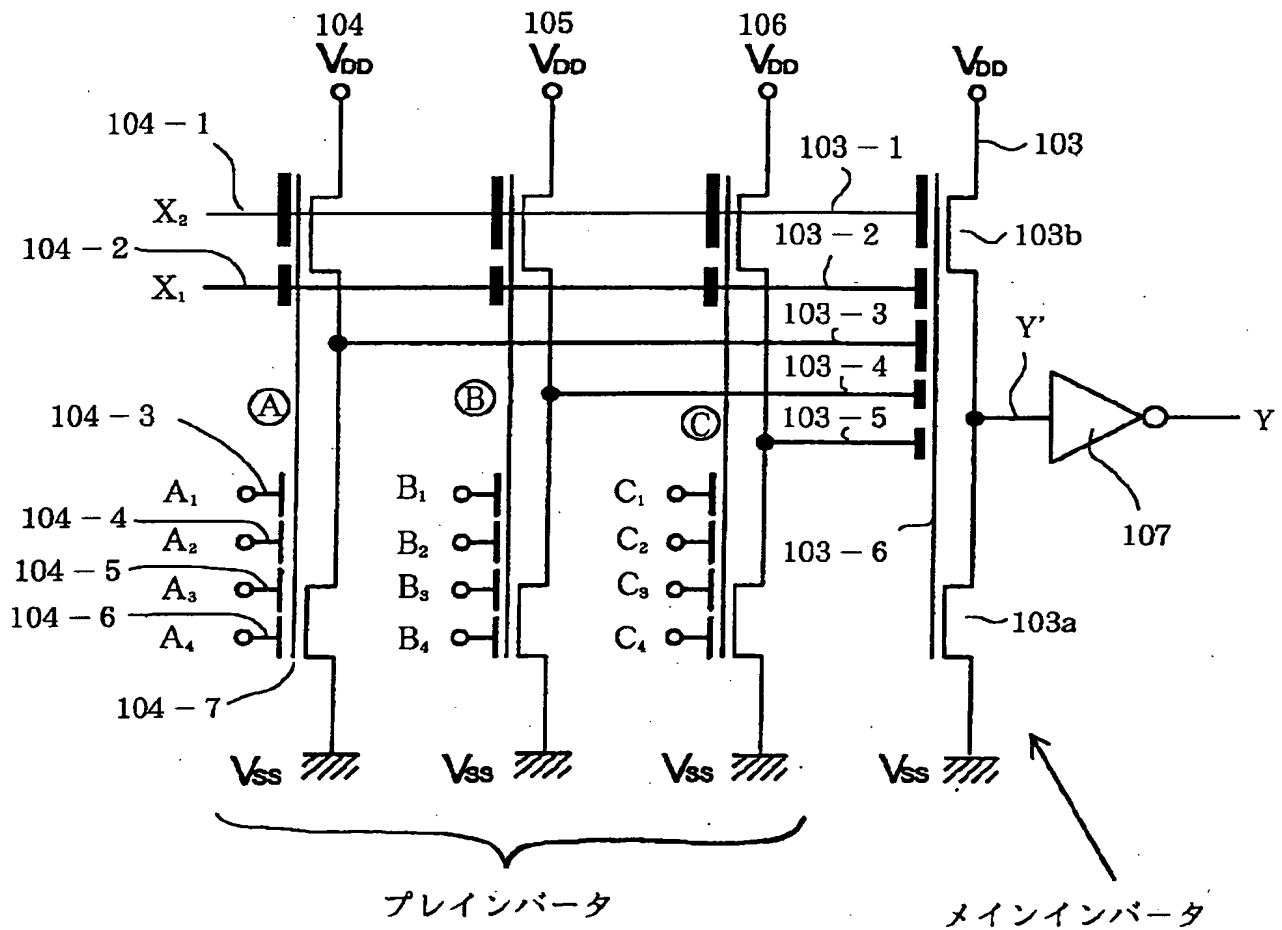 104
105
106
VDD
VDD
VDD
VDD
104-1
103-1
103
X₂
103-2
103b
104-2
X₁
103-3
Y'
103-4
Ⓐ
Ⓑ
104-3
Ⓒ
103-5
Y
A₁
B₁
C₁
104-4
A₂
B₂
C₂
103-6
107
104-5
A₃
B₃
C₃
104-6
A₄
B₄
C₄
103a
104-7
VSS
VSS
VSS
VSS
プレインバータ
メインインバータ